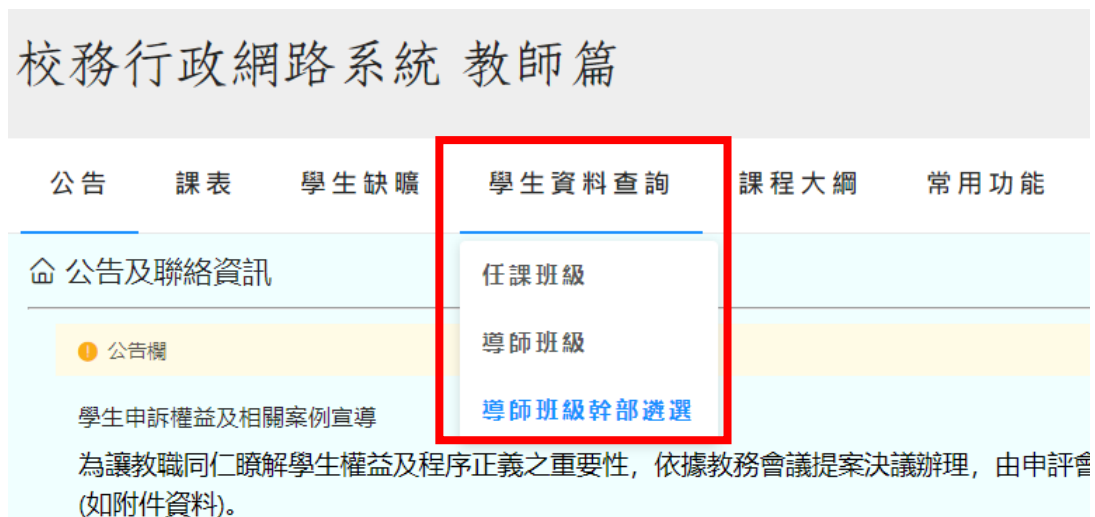 校務行政網路系統 教師篇
公告 課表 學生缺曠 學生資料查詢 課程大綱 常用功能
公告及聯絡資訊
任課班級
公告欄
導師班級
學生申訴權益及相關案例宣導
導師班級幹部遴選
為讓教職同仁瞭解學生權益及程序正義之重要性，依據教務會議提案決議辦理，由申評會
(如附件資料)。